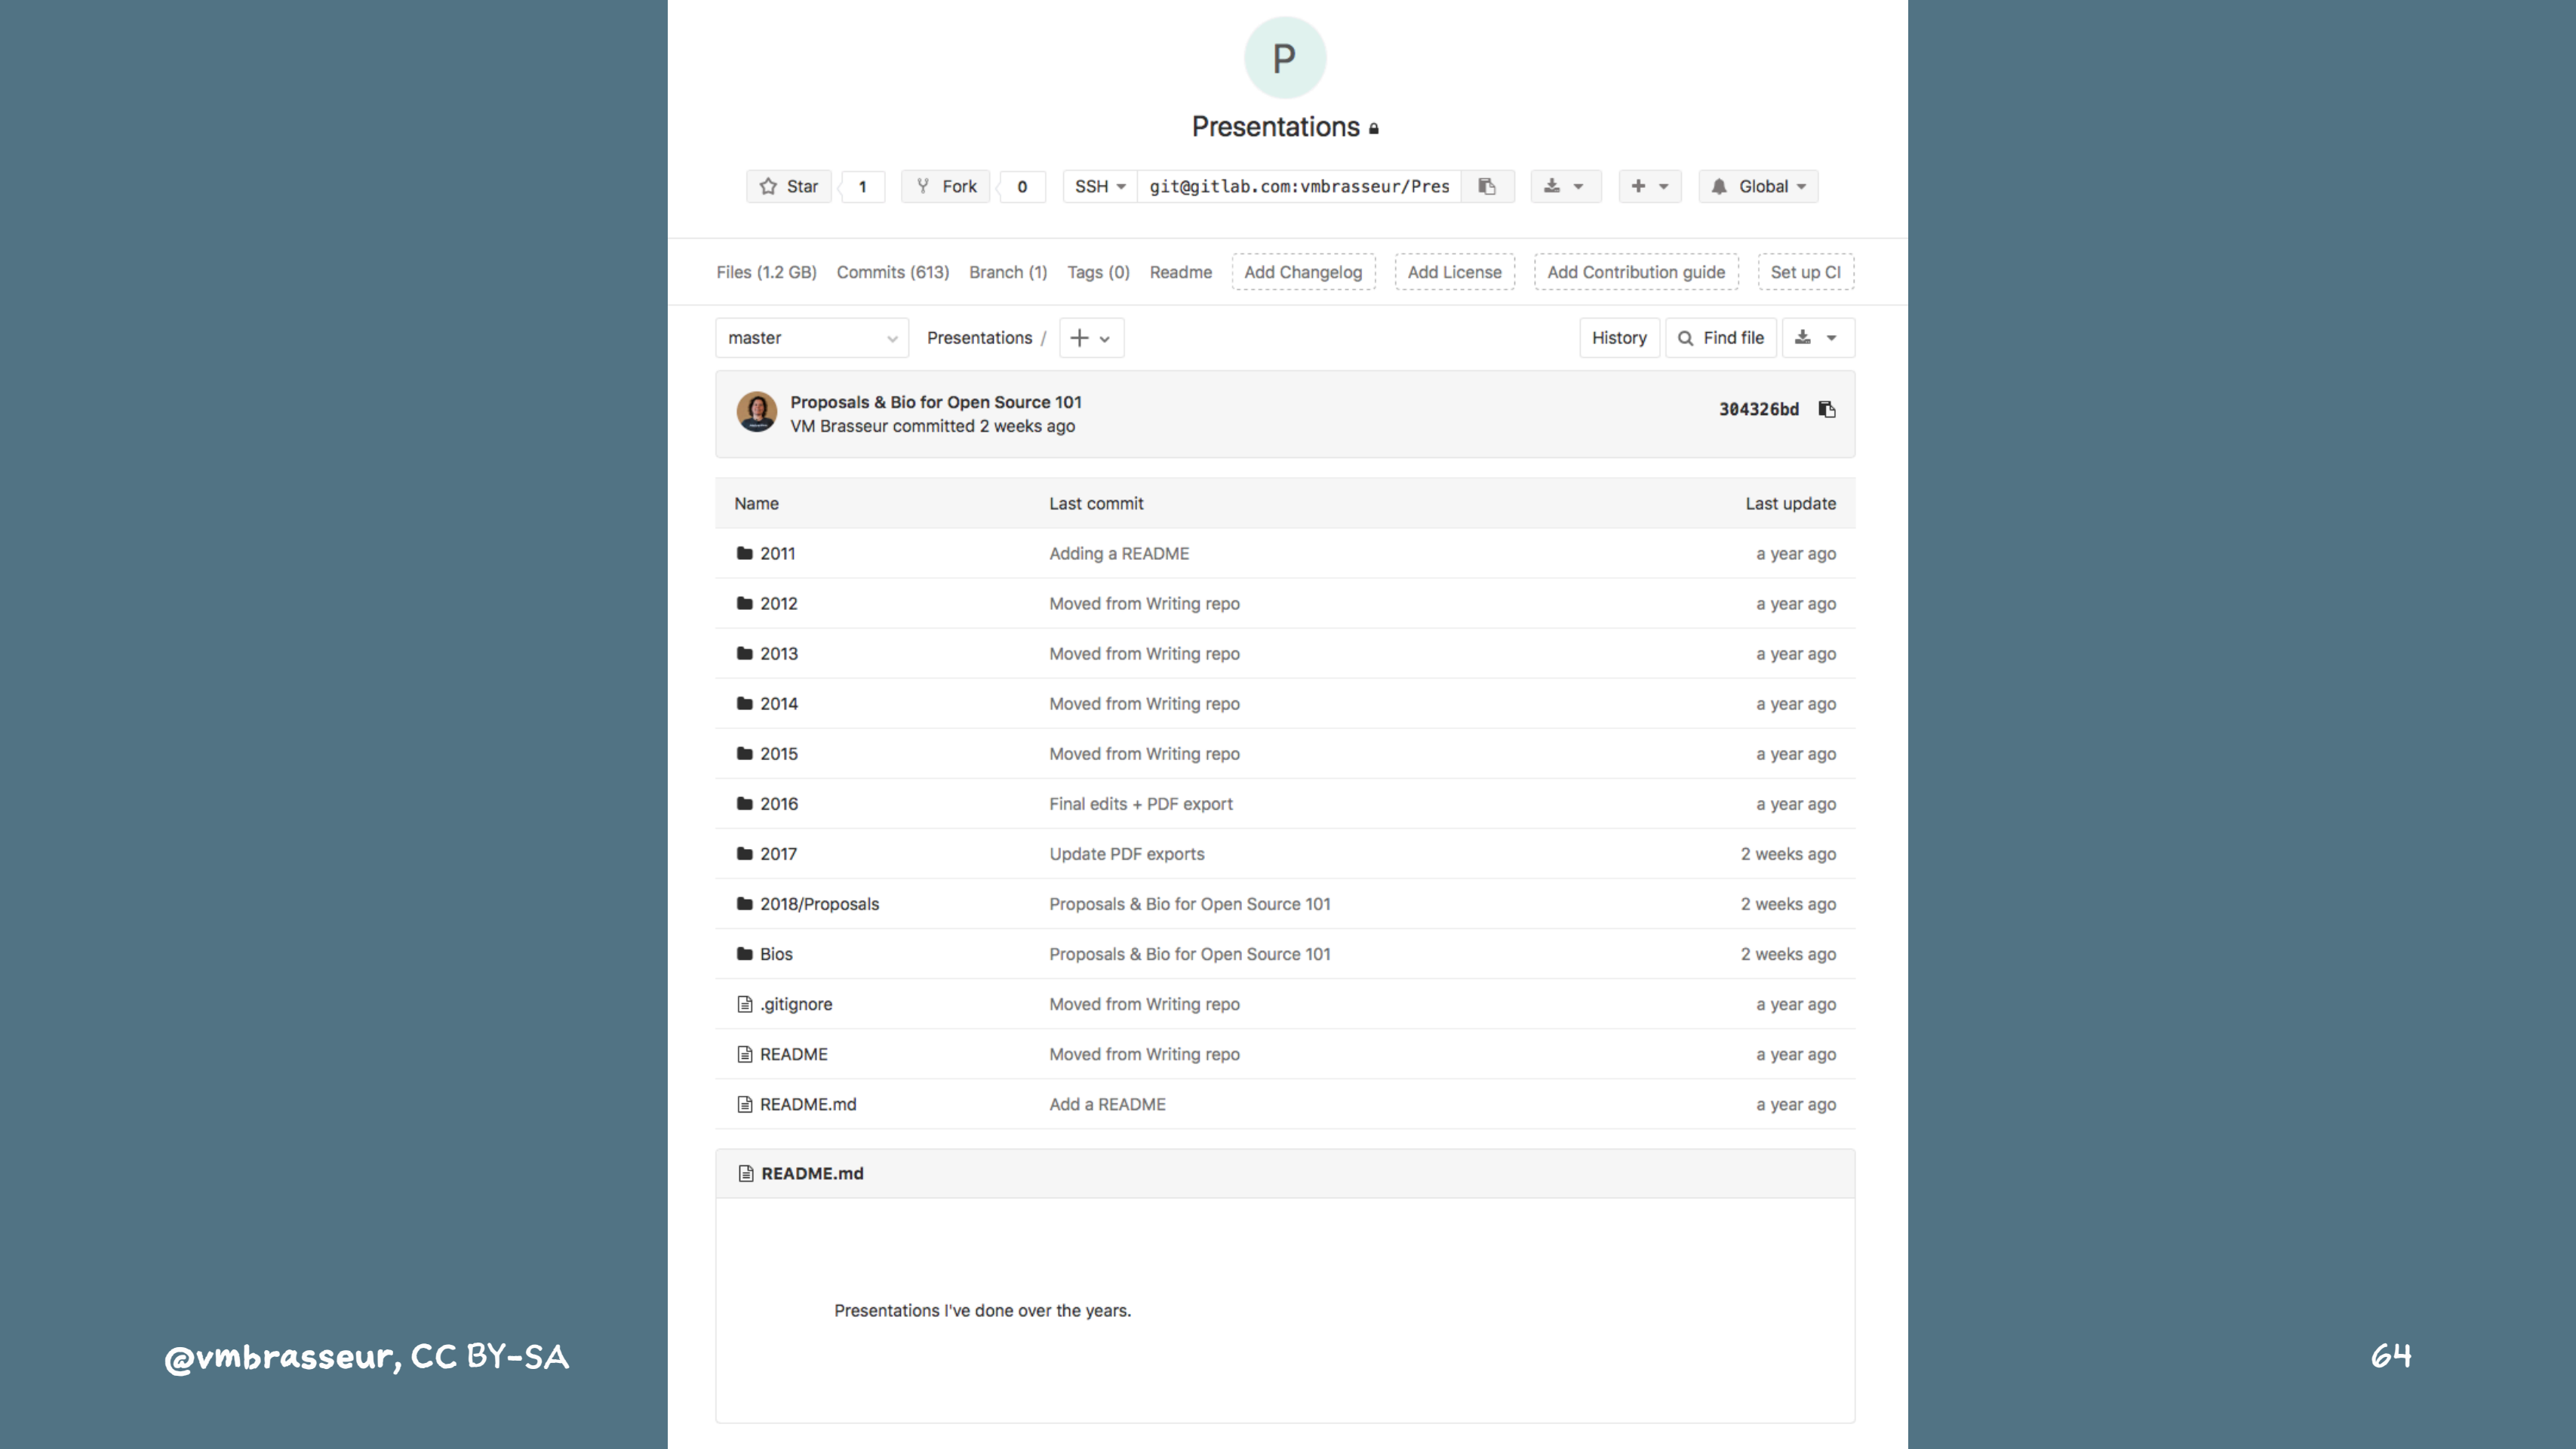 P
Presentations
Star 1 Fork 0 SSH git@gitlab.com:vmbrasseur/Pres Global
Files (1.2 GB) Commits (613) Branch (1) Tags (0) Readme Add Changelog Add License Add Contribution guide Set up CI
master Presentations / History Find file
Proposals & Bio for Open Source 101
VM Brasseur committed 2 weeks ago 304326bd
Name Last commit Last update
2011 Adding a README a year ago
2012 Moved from Writing repo a year ago
2013 Moved from Writing repo a year ago
2014 Moved from Writing repo a year ago
2015 Moved from Writing repo a year ago
2016 Final edits + PDF export a year ago
2017 Update PDF exports 2 weeks ago
2018/Proposals Proposals & Bio for Open Source 101 2 weeks ago
Bios Proposals & Bio for Open Source 101 2 weeks ago
.gitignore Moved from Writing repo a year ago
README Moved from Writing repo a year ago
README.md Add a README a year ago
README.md
Presentations I've done over the years.
@vmbrasseur, CC BY-SA 64